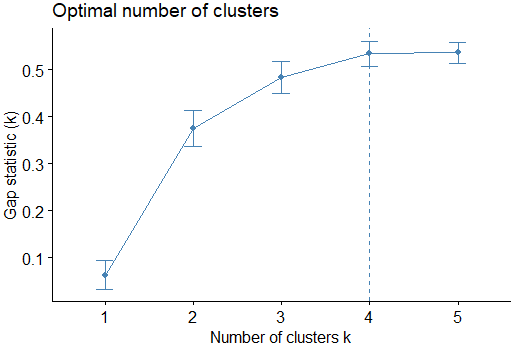 Optimal number of clusters
Gap statistic (k)
0.5
0.4
0.3
0.2
0.1
1 2 3 4 5
Number of clusters k